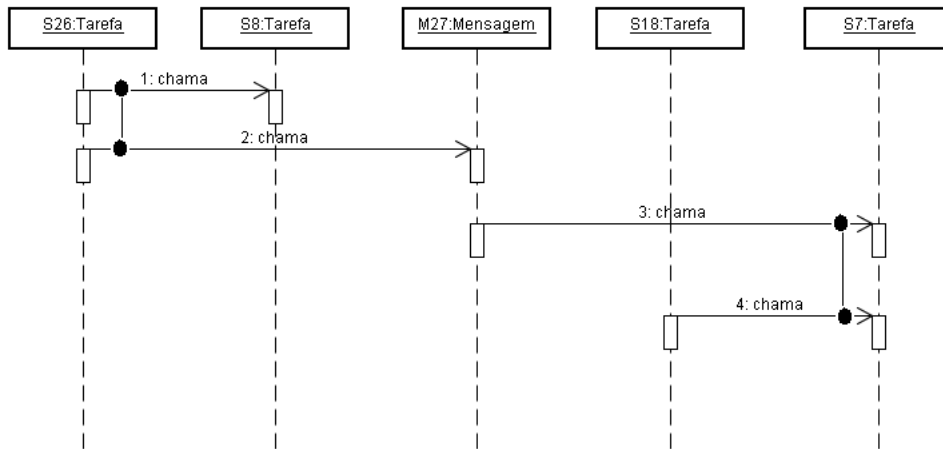 S26:Tarefa
S8:Tarefa
M27:Mensagem
S18:Tarefa
S7:Tarefa
1: chama
2: chama
3: chama
4: chama